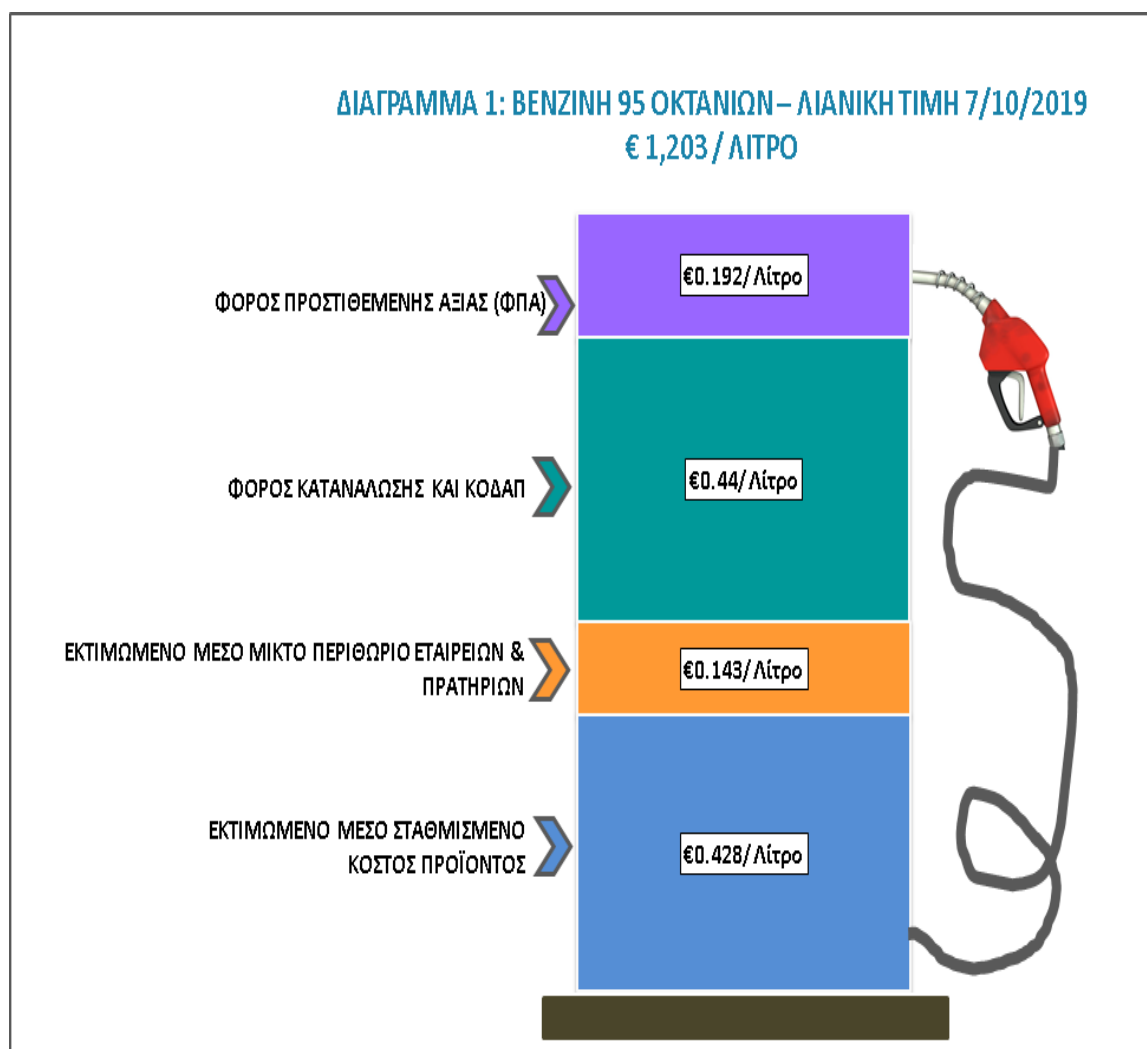 ΔΙΑΓΡΑΜΜΑ 1: ΒΕΝΖΙΝΗ 95 ΟΚΤΑΝΙΩΝ – ΛΙΑΝΙΚΗ ΤΙΜΗ 7/10/2019
€ 1,203 / ΛΙΤΡΟ
€0.192/ Λίτρο
ΦΟΡΟΣ ΠΡΟΣΤΙΘΕΜΕΝΗΣ ΑΞΙΑΣ (ΦΠΑ)
ΦΟΡΟΣ ΚΑΤΑΝΑΛΩΣΗΣ ΚΑΙ ΚΟΔΑΠ
€0.44/ Λίτρο
ΕΚΤΙΜΩΜΕΝΟ ΜΕΣΟ ΜΙΚΤΟ ΠΕΡΙΘΩΡΙΟ ΕΤΑΙΡΕΙΩΝ &
ΠΡΑΤΗΡΙΩΝ
€0.143/ Λίτρο
ΕΚΤΙΜΩΜΕΝΟ ΜΕΣΟ ΣΤΑΘΜΙΣΜΕΝΟ
ΚΟΣΤΟΣ ΠΡΟΪΟΝΤΟΣ
€0.428/ Λίτρο